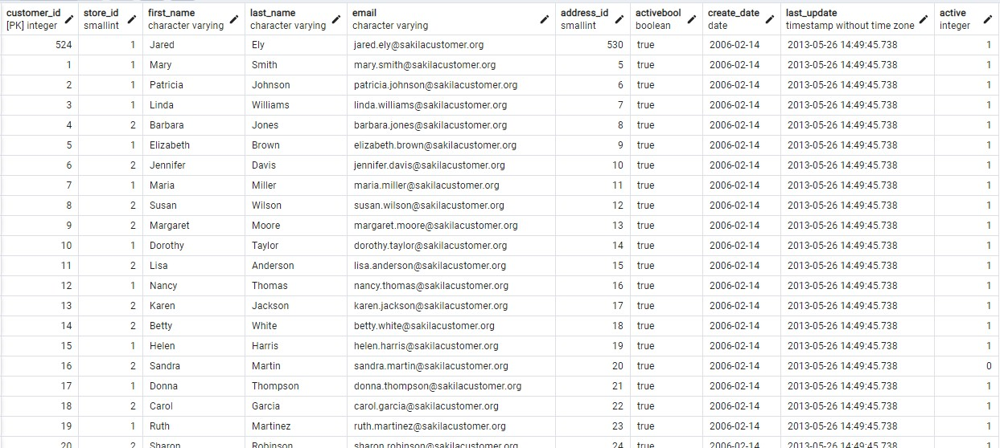 customer_id store_id first_name last_name email address_id activebool create_date last_update active
[PK] integer smallint character varying character varying character varying smallint boolean date timestamp without time zone integer
524 1 Jared Ely jared.ely@sakilacustomer.org 530 true 2006-02-14 2013-05-26 14:49:45.738 1
1 1 Mary Smith mary.smith@sakilacustomer.org 5 true 2006-02-14 2013-05-26 14:49:45.738 1
2 1 Patricia Johnson patricia.johnson@sakilacustomer.org 6 true 2006-02-14 2013-05-26 14:49:45.738 1
3 1 Linda Williams linda.williams@sakilacustomer.org 7 true 2006-02-14 2013-05-26 14:49:45.738 1
4 2 Barbara Jones barbara.jones@sakilacustomer.org 8 true 2006-02-14 2013-05-26 14:49:45.738 1
5 1 Elizabeth Brown elizabeth.brown@sakilacustomer.org 9 true 2006-02-14 2013-05-26 14:49:45.738 1
6 2 Jennifer Davis jennifer.davis@sakilacustomer.org 10 true 2006-02-14 2013-05-26 14:49:45.738 1
7 1 Maria Miller maria.miller@sakilacustomer.org 11 true 2006-02-14 2013-05-26 14:49:45.738 1
8 2 Susan Wilson susan.wilson@sakilacustomer.org 12 true 2006-02-14 2013-05-26 14:49:45.738 1
9 2 Margaret Moore margaret.moore@sakilacustomer.org 13 true 2006-02-14 2013-05-26 14:49:45.738 1
10 1 Dorothy Taylor dorothy.taylor@sakilacustomer.org 14 true 2006-02-14 2013-05-26 14:49:45.738 1
11 2 Lisa Anderson lisa.anderson@sakilacustomer.org 15 true 2006-02-14 2013-05-26 14:49:45.738 1
12 1 Nancy Thomas nancy.thomas@sakilacustomer.org 16 true 2006-02-14 2013-05-26 14:49:45.738 1
13 2 Karen Jackson karen.jackson@sakilacustomer.org 17 true 2006-02-14 2013-05-26 14:49:45.738 1
14 2 Betty White betty.white@sakilacustomer.org 18 true 2006-02-14 2013-05-26 14:49:45.738 1
15 1 Helen Harris helen.harris@sakilacustomer.org 19 true 2006-02-14 2013-05-26 14:49:45.738 1
16 2 Sandra Martin sandra.martin@sakilacustomer.org 20 true 2006-02-14 2013-05-26 14:49:45.738 0
17 1 Donna Thompson donna.thompson@sakilacustomer.org 21 true 2006-02-14 2013-05-26 14:49:45.738 1
18 2 Carol Garcia carol.garcia@sakilacustomer.org 22 true 2006-02-14 2013-05-26 14:49:45.738 1
19 1 Ruth Martinez ruth.martinez@sakilacustomer.org 23 true 2006-02-14 2013-05-26 14:49:45.738 1
20 2 Sharon Robinson sharon.robinson@sakilacustomer.org 24 true 2006-02-14 2013-05-26 14:49:45.738 1